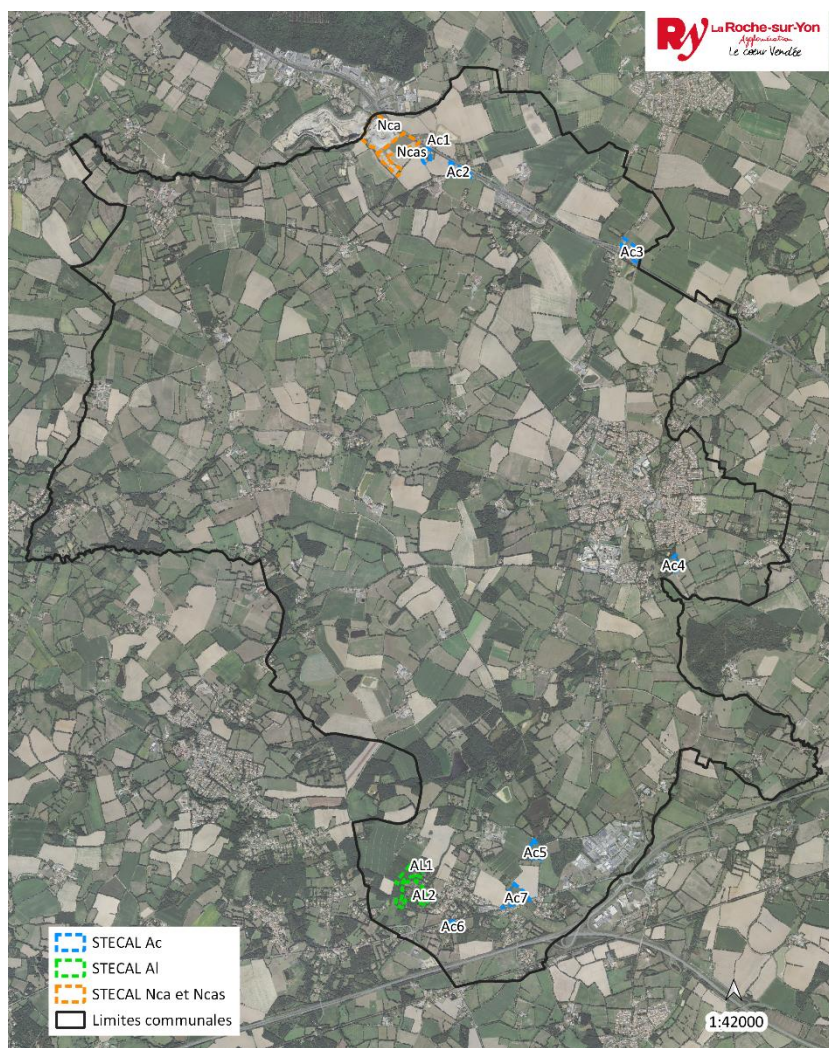 Ry La Roche-sur-Yon
Agglomération
Le cœur Vendée
Nca
Ncas
Ac1
Ac2
Ac3
Ac4
Ac5
AL1
AL2
Ac7
Ac6
STECAL Ac
STECAL Al
STECAL Nca et Ncas
Limites communales
1:42000